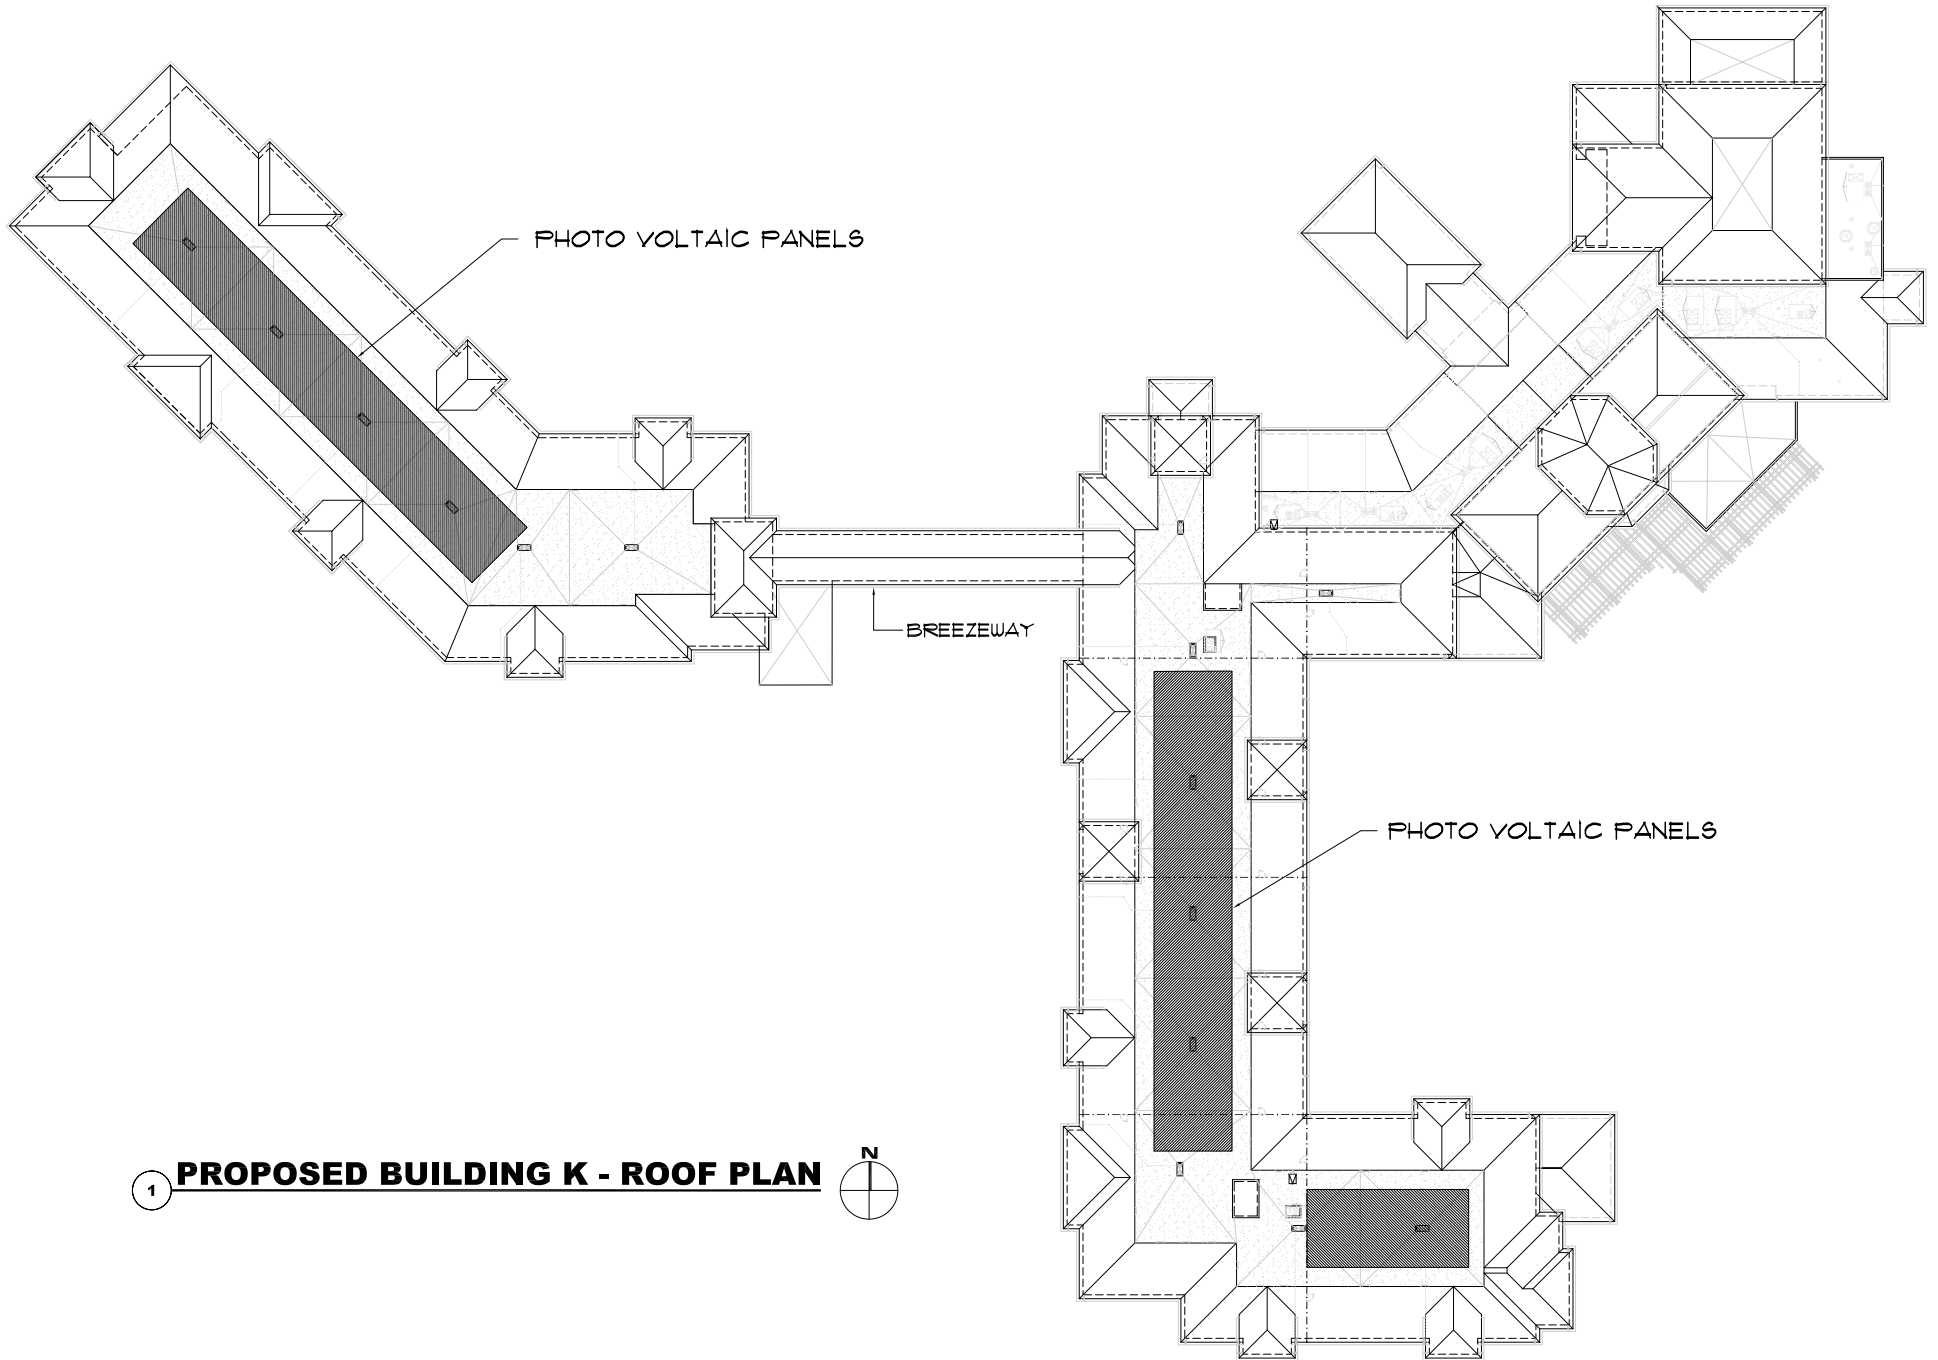 PHOTO VOLTAIC PANELS
BREEZEWAY
PHOTO VOLTAIC PANELS
N
1 PROPOSED BUILDING K - ROOF PLAN